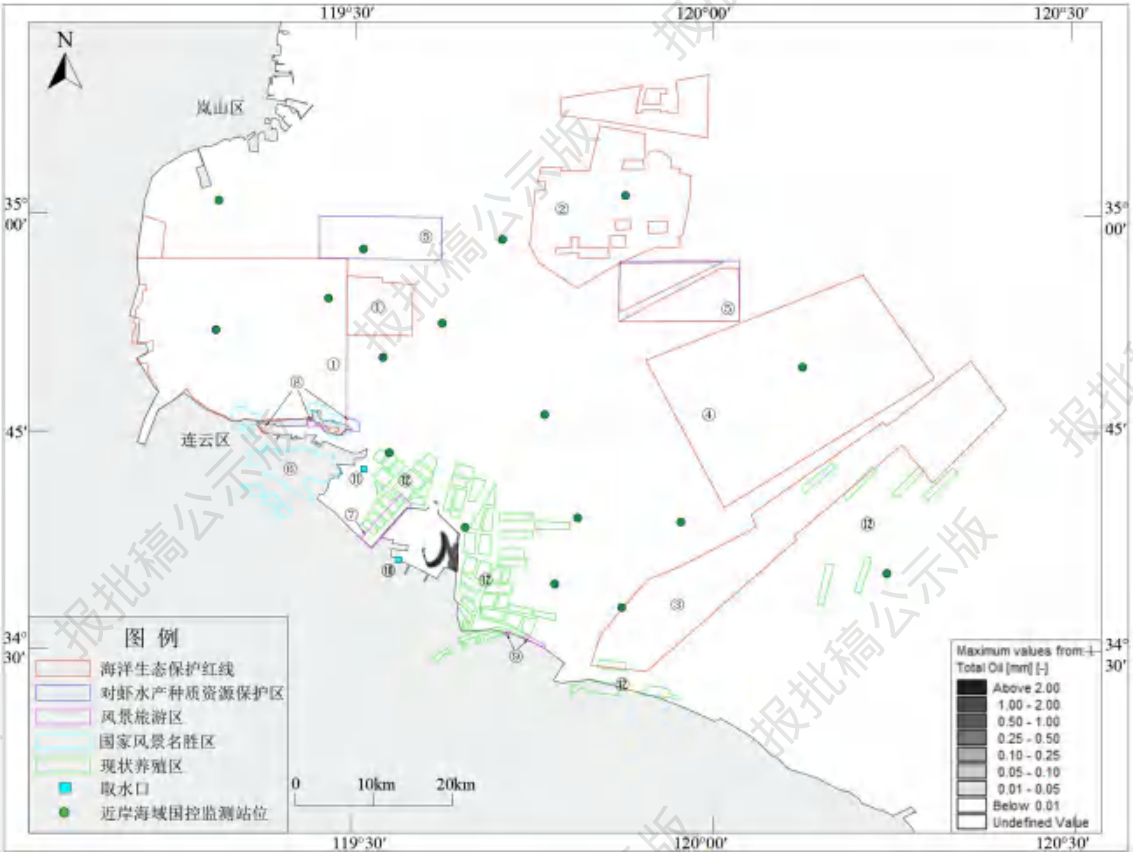 119°30′ 120°00′ 120°30′
N
岚山区
35°
00′
35°
00′
②
⑤
①
⑤
①
⑧
④
45′
45′
连云区
⑥
⑪
⑫
⑦
⑫
⑩
⑫
③
⑨
⑫
34°
30′
34°
30′
图 例
海洋生态保护红线
对虾水产种质资源保护区
风景旅游区
国家风景名胜区
现状养殖区
取水口
近岸海域国控监测站位
0 10km 20km
Maximum values from: 1
Total Oil [mm] [-]
Above 2.00
1.00 - 2.00
0.50 - 1.00
0.25 - 0.50
0.10 - 0.25
0.05 - 0.10
0.01 - 0.05
Below 0.01
Undefined Value
119°30′ 120°00′ 120°30′
报批稿公示版
报批稿公示版
报批稿公示版
报批稿公示版